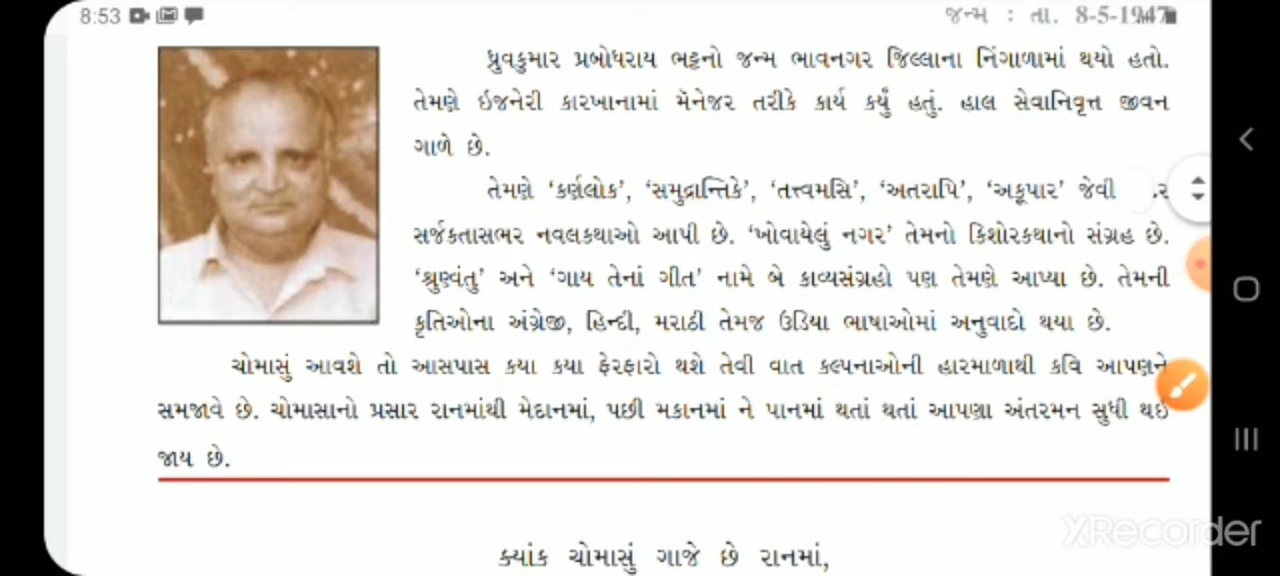 8:53
જન્મ : તા. 8-5-1947
ધ્રુવકુમાર પ્રબોધરાય ભટ્ટનો જન્મ ભાવનગર જિલ્લાના નિંગાળામાં થયો હતો.
તેમણે ઇજનેરી કારખાનામાં મૅનેજર તરીકે કાર્ય કર્યું હતું. હાલ સેવાનિવૃત્ત જીવન
ગાળે છે.
તેમણે ‘કર્ણલોક’, ‘સમુદ્રાન્તિકે’, ‘તત્ત્વમસિ’, ‘અતરાપિ’, ‘અકૂપાર’ જેવી
સર્જકતાસભર નવલકથાઓ આપી છે. ‘ખોવાયેલું નગર’ તેમનો કિશોરકથાનો સંગ્રહ છે.
‘શ્રુણ્વંતુ’ અને ‘ગાય તેનાં ગીત’ નામે બે કાવ્યસંગ્રહો પણ તેમણે આપ્યા છે. તેમની
કૃતિઓના અંગ્રેજી, હિન્દી, મરાઠી તેમજ ઉડિયા ભાષાઓમાં અનુવાદો થયા છે.
ચોમાસું આવશે તો આસપાસ કયા કયા ફેરફારો થશે તેવી વાત કલ્પનાઓની હારમાળાથી કવિ આપણને
સમજાવે છે. ચોમાસાનો પ્રસાર રાનમાંથી મેદાનમાં, પછી મકાનમાં ને પાનમાં થતાં થતાં આપણા અંતરમન સુધી થઈ
જાય છે.
ક્યાંક ચોમાસું ગાજે છે રાનમાં,
XRecorder